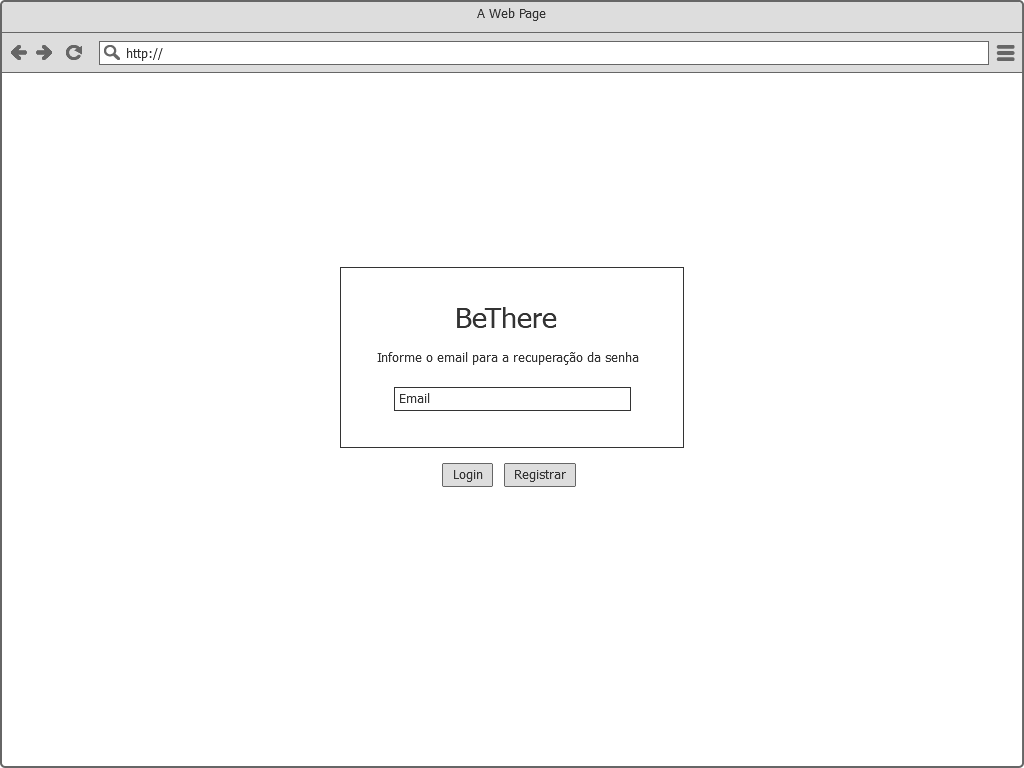 A Web Page
http://
BeThere
Informe o email para a recuperação da senha
Email
Login Registrar